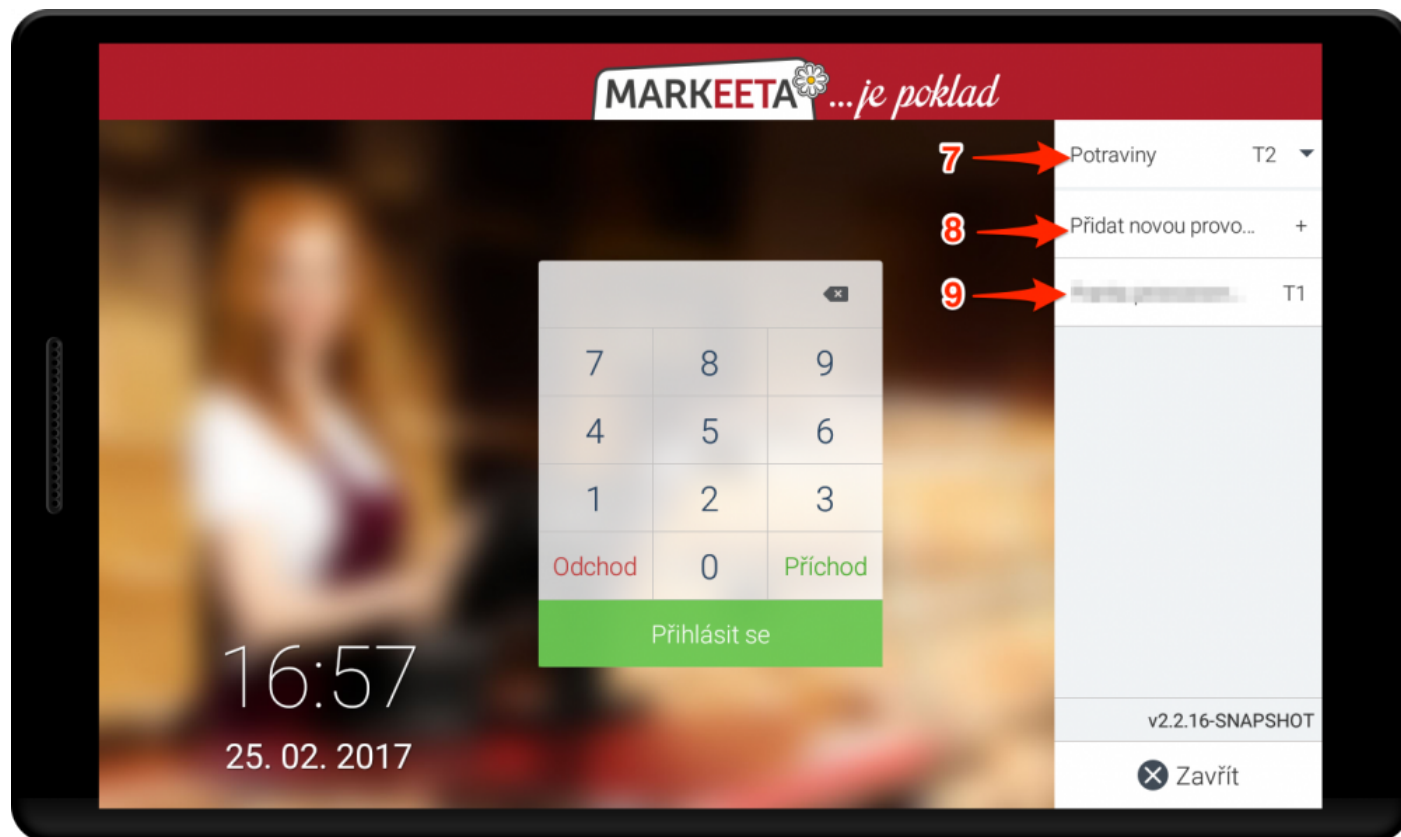 MARKEETA ...je poklad
7 Potraviny T2
8 Přidat novou provo... +
9 T1
7 8 9
4 5 6
1 2 3
Odchod 0 Příchod
Přihlásit se
16:57
25. 02. 2017
v2.2.16-SNAPSHOT
Zavřít